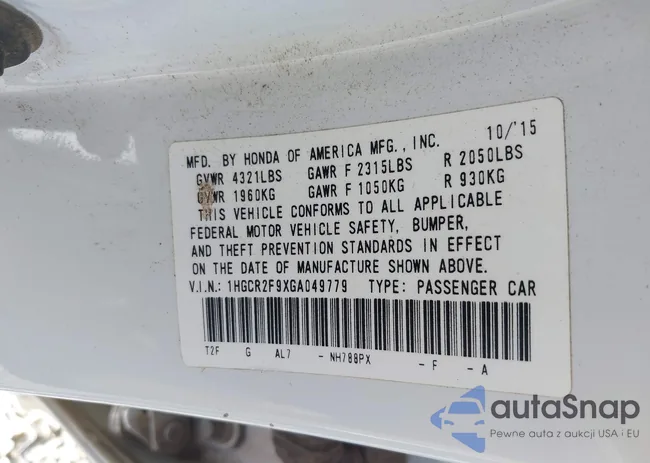 MFD. BY HONDA OF AMERICA MFG., INC. 10/'15
GVWR 4321LBS GAWR F 2315LBS R 2050LBS
GVWR 1960KG GAWR F 1050KG R 930KG
THIS VEHICLE CONFORMS TO ALL APPLICABLE
FEDERAL MOTOR VEHICLE SAFETY, BUMPER,
AND THEFT PREVENTION STANDARDS IN EFFECT
ON THE DATE OF MANUFACTURE SHOWN ABOVE.
V.I.N.: 1HGCR2F9XGA049779 TYPE: PASSENGER CAR
T2F G AL7 - NH788PX - F - A
autaSnap
Pewne auta z aukcji USA i EU